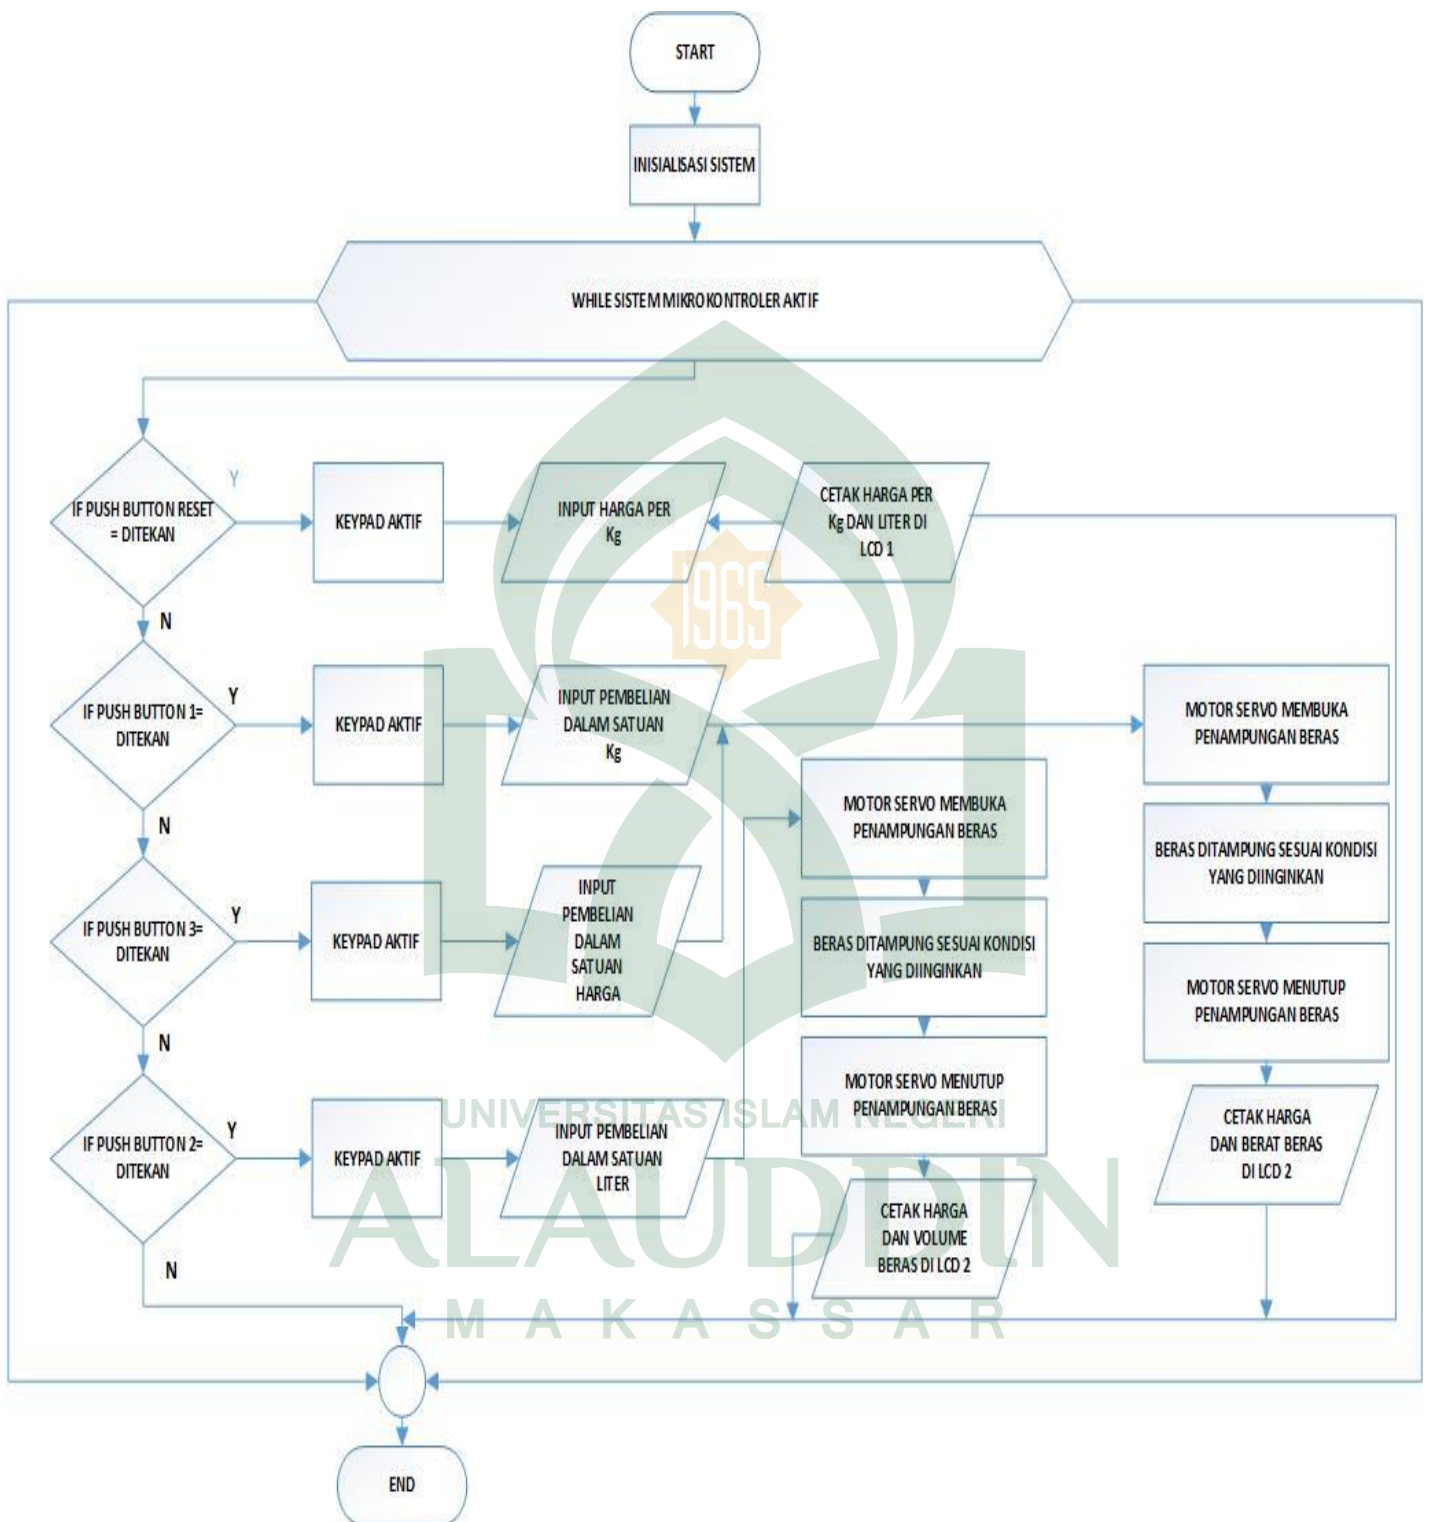 START
INISIALISASI SISTEM
WHILE SISTEM MIKROKONTROLER AKTIF
IF PUSH BUTTON RESET
= DITEKAN
Y
KEYPAD AKTIF
INPUT HARGA PER
Kg
CETAK HARGA PER
Kg DAN LITER DI
LCD 1
1965
N
IF PUSH BUTTON 1=
DITEKAN
Y
KEYPAD AKTIF
INPUT PEMBELIAN
DALAM SATUAN
Kg
MOTOR SERVO MEMBUKA
PENAMPUNGAN BERAS
BERAS DITAMPUNG SESUAI KONDISI
YANG DIINGINKAN
MOTOR SERVO MENUTUP
PENAMPUNGAN BERAS
CETAK HARGA
DAN BERAT BERAS
DI LCD 2
N
IF PUSH BUTTON 3=
DITEKAN
Y
KEYPAD AKTIF
INPUT
PEMBELIAN
DALAM
SATUAN
HARGA
N
IF PUSH BUTTON 2=
DITEKAN
Y
KEYPAD AKTIF
INPUT PEMBELIAN
DALAM SATUAN
LITER
MOTOR SERVO MEMBUKA
PENAMPUNGAN BERAS
BERAS DITAMPUNG SESUAI KONDISI
YANG DIINGINKAN
MOTOR SERVO MENUTUP
PENAMPUNGAN BERAS
CETAK HARGA
DAN VOLUME
BERAS DI LCD 2
N
UNIVERSITAS ISLAM NEGERI
ALAUDDIN
MAKASSAR
END